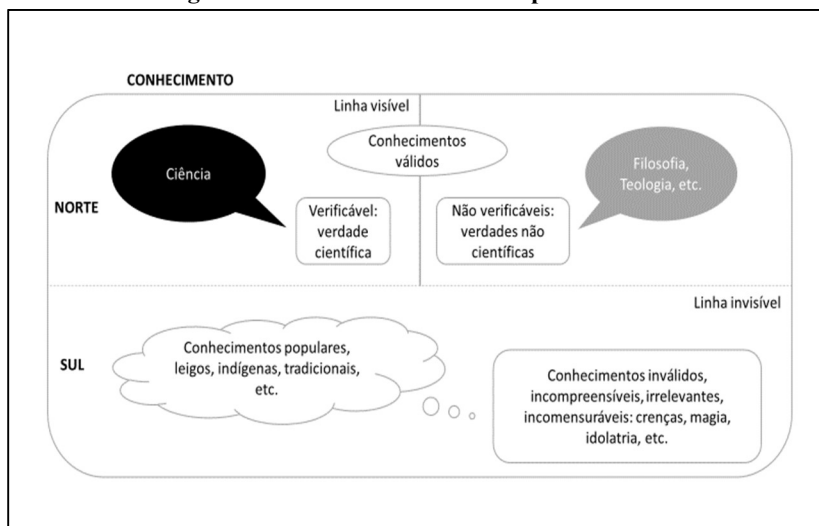 CONHECIMENTO
Linha visível
Conhecimentos
válidos
Ciência
Filosofia,
Teologia, etc.
NORTE
Verificável:
verdade
científica
Não verificáveis:
verdades não
científicas
Linha invisível
SUL
Conhecimentos populares,
leigos, indígenas, tradicionais,
etc.
Conhecimentos inválidos,
incompreensíveis, irrelevantes,
incomensuráveis: crenças, magia,
idolatria, etc.